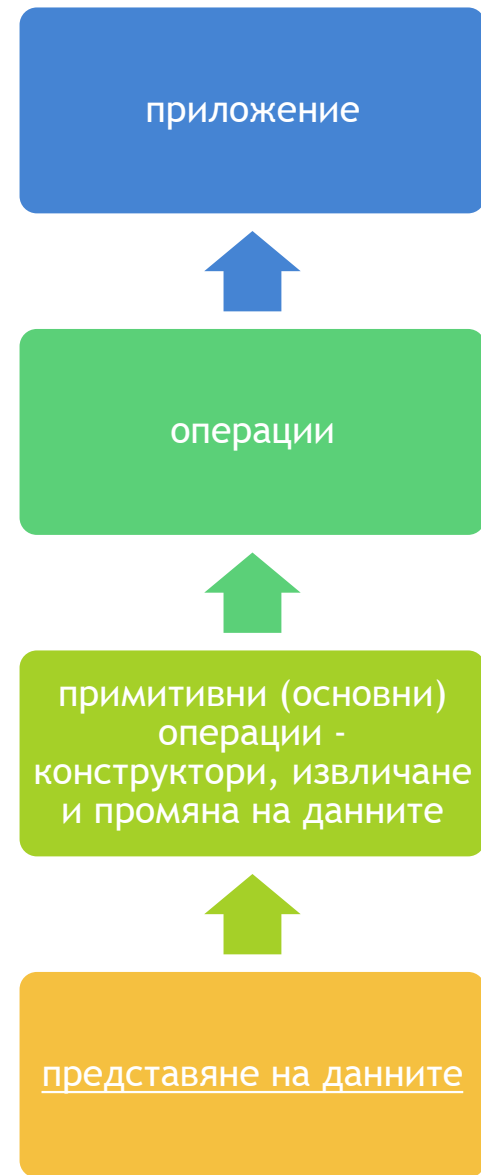 приложение
операции
примитивни (основни)
операции -
конструктори, извличане
и промяна на данните
представяне на данните